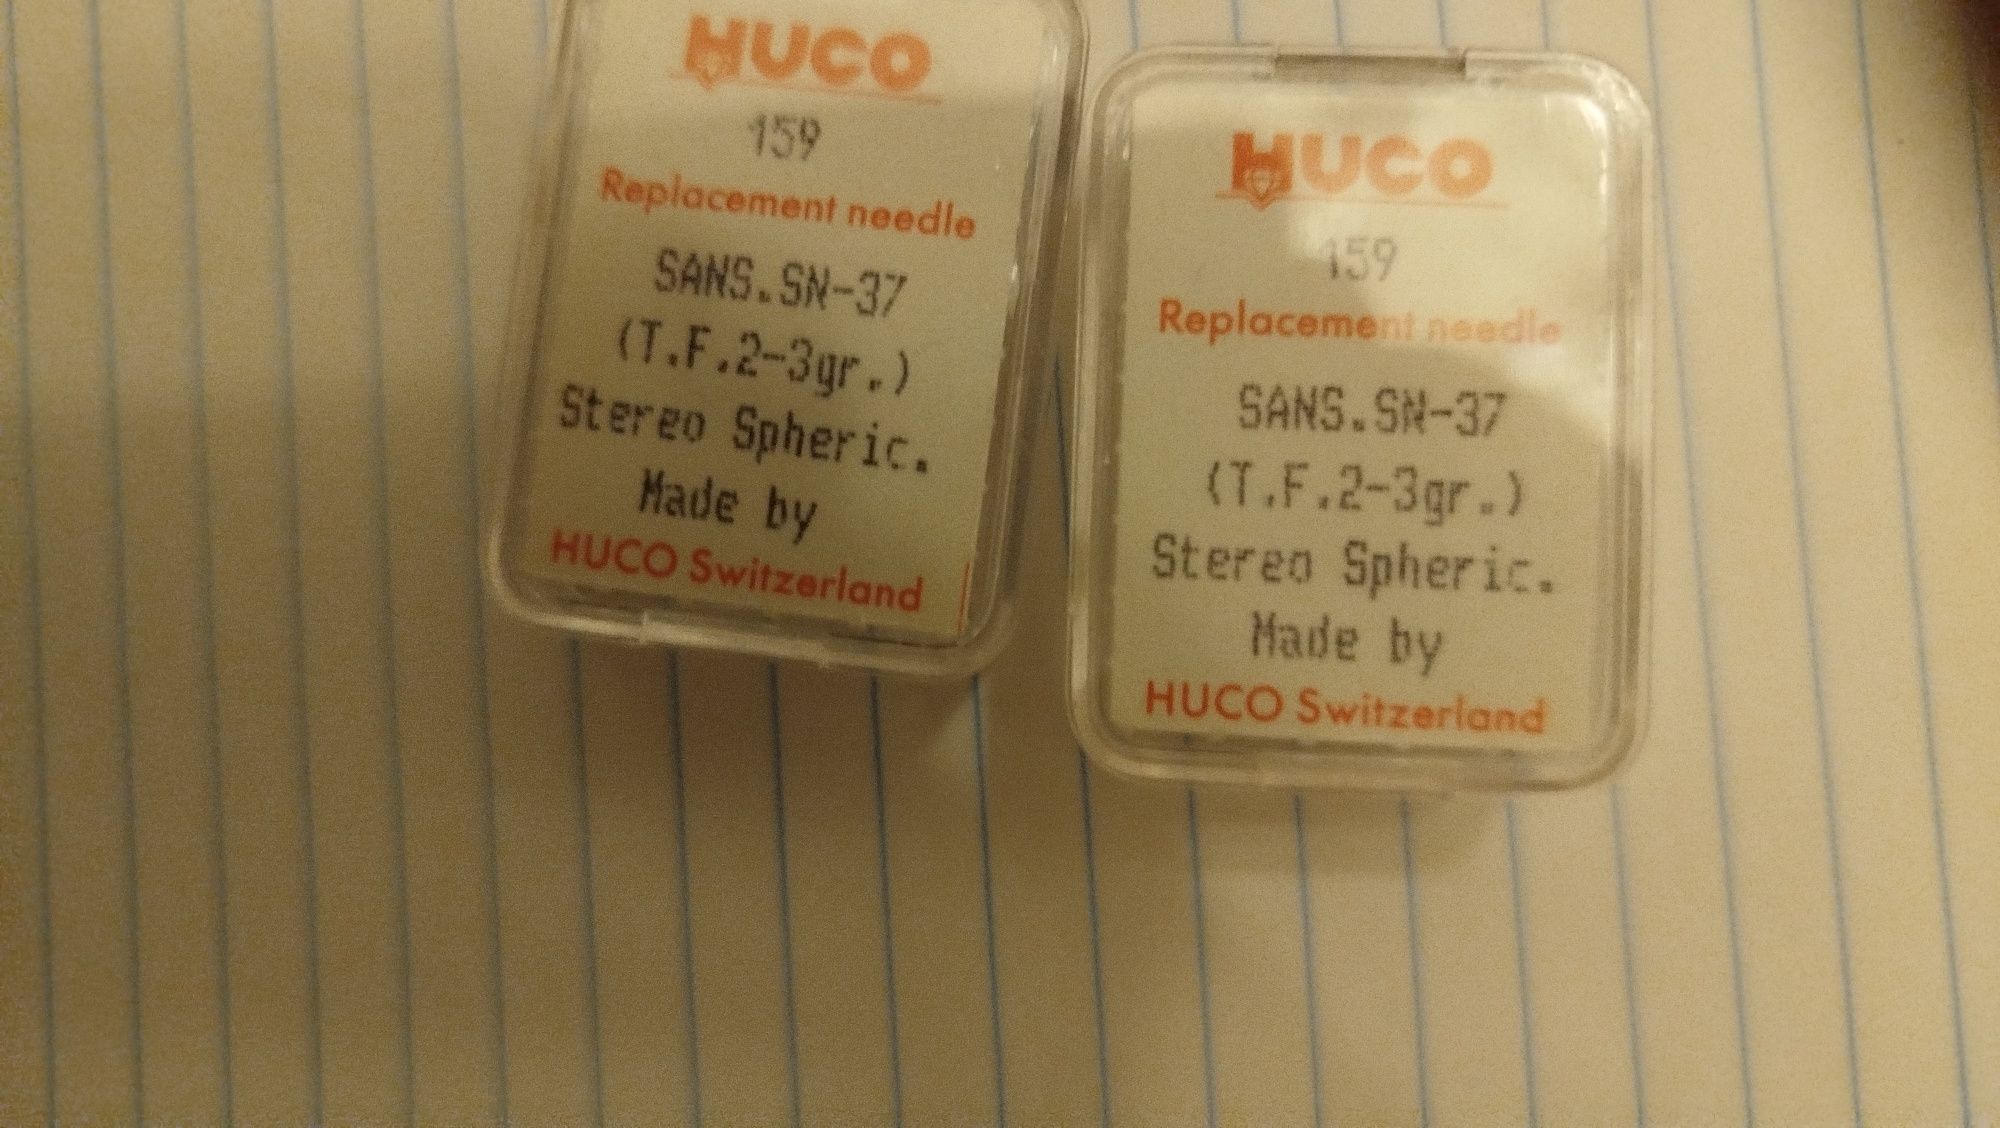 HUCO
159
Replacement needle
SANS.SN-37
(T.F.2-3gr.)
Stereo Spheric.
Made by
HUCO Switzerland
HUCO
159
Replacement needle
SANS.SN-37
(T.F.2-3gr.)
Stereo Spheric.
Made by
HUCO Switzerland